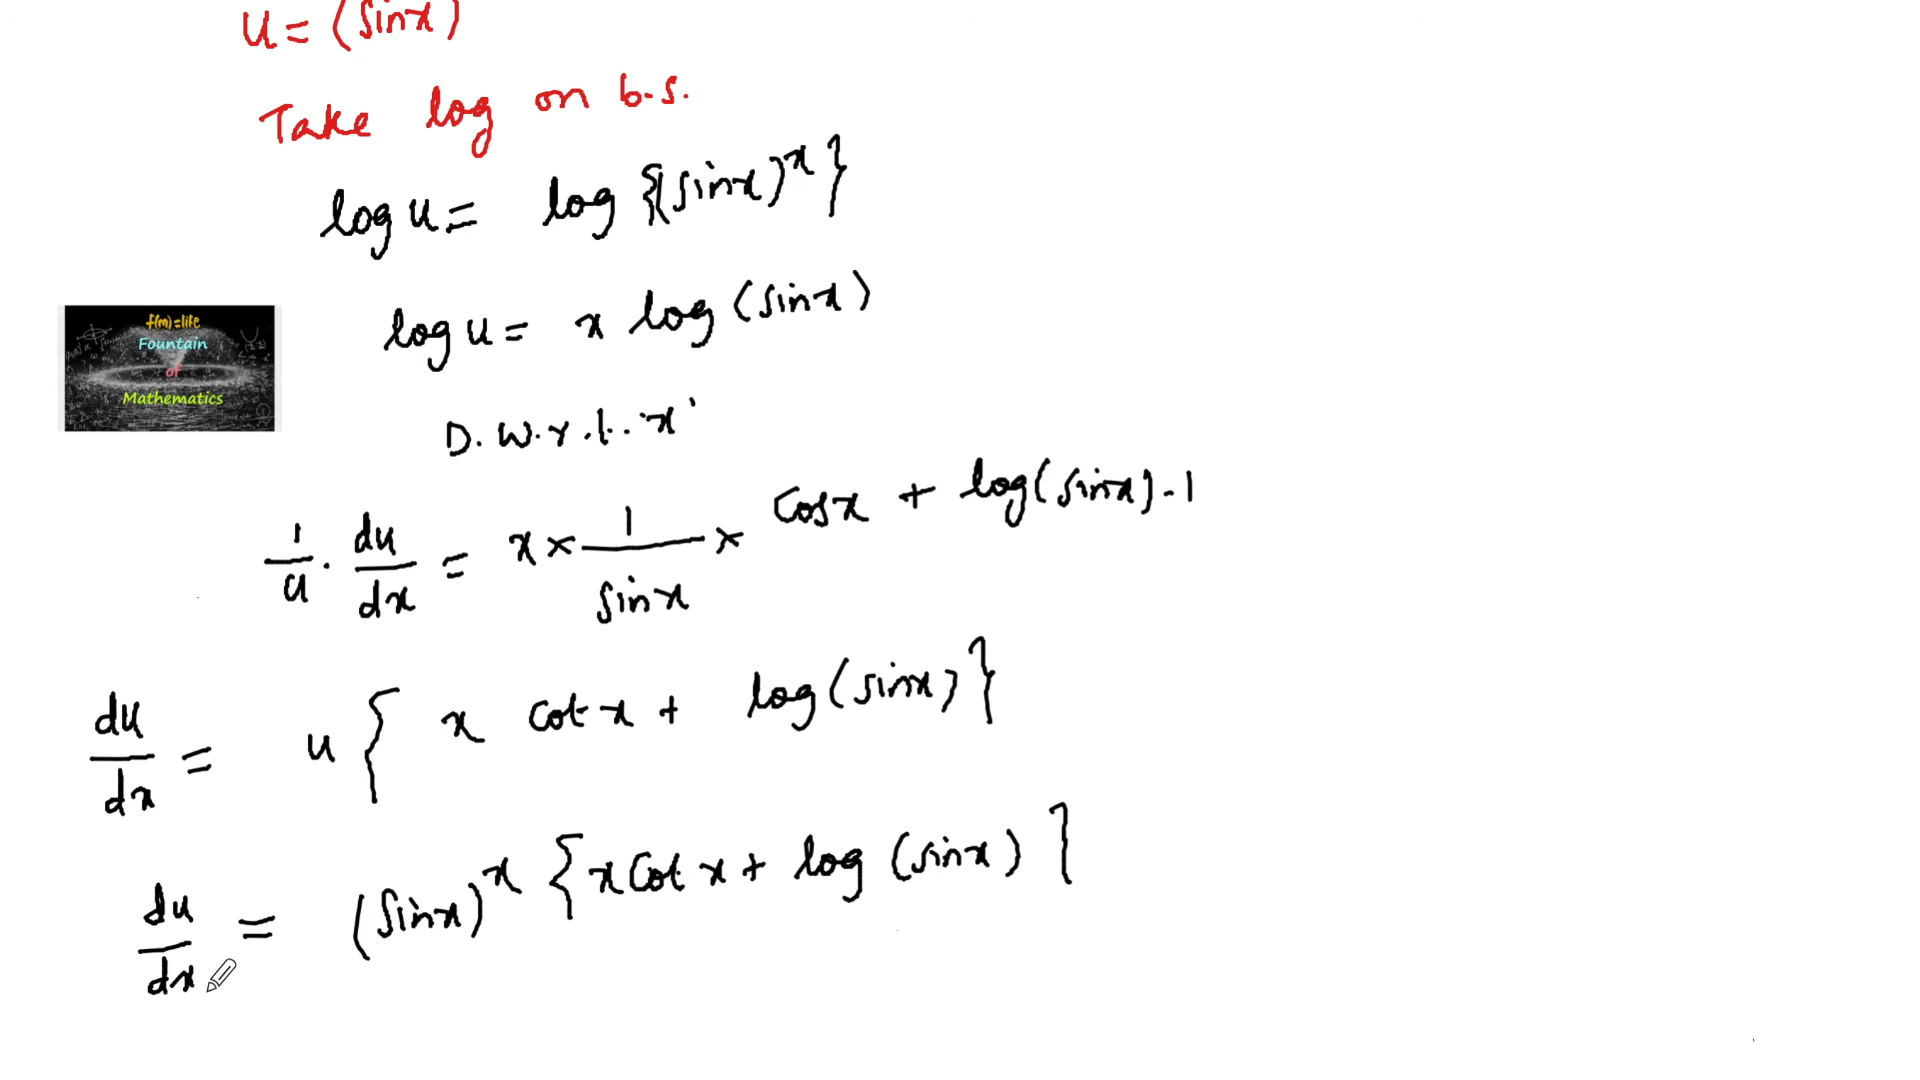 u = (sinx)
Take log on b.s.
log u = log {(sinx)^x}
log u = x log (sinx)
f(m)=life
Fountain
of
Mathematics
D. w.r.t. 'x'
1/u . du/dx = x × 1/sinx × cosx + log(sinx).1
du/dx = u { x cot x + log(sinx) }
du/dx = (sinx)^x { x cot x + log (sinx) }